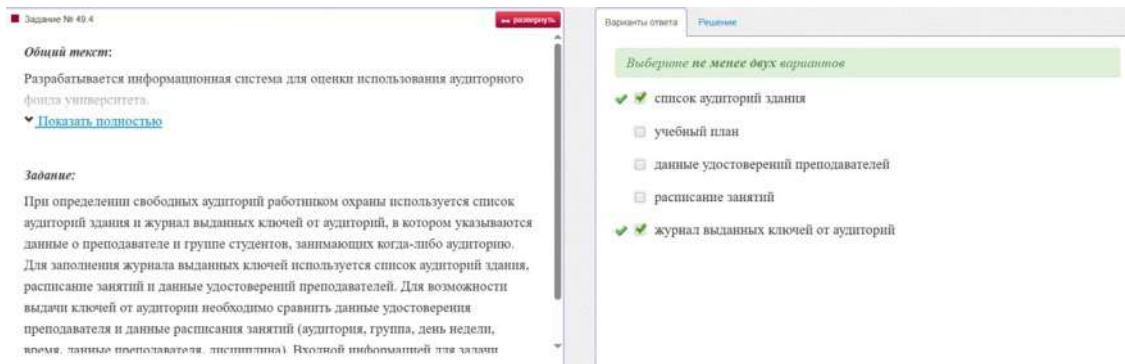 Задание № 49.4
развернуть
Общий текст:
Разрабатывается информационная система для оценки использования аудиторного
фонда университета.
Показать полностью
Задание:
При определении свободных аудиторий работником охраны используется список
аудиторий здания и журнал выданных ключей от аудиторий, в котором указываются
данные о преподавателе и группе студентов, занимающих когда-либо аудиторию.
Для заполнения журнала выданных ключей используется список аудиторий здания,
расписание занятий и данные удостоверений преподавателей. Для возможности
выдачи ключей от аудитории необходимо сравнить данные удостоверения
преподавателя и данные расписания занятий (аудитория, группа, день недели,
время, данные преподавателя, дисциплина). Входной информацией для задачи
Варианты ответа
Решение
Выберите не менее двух вариантов
список аудиторий здания
учебный план
данные удостоверений преподавателей
расписание занятий
журнал выданных ключей от аудиторий